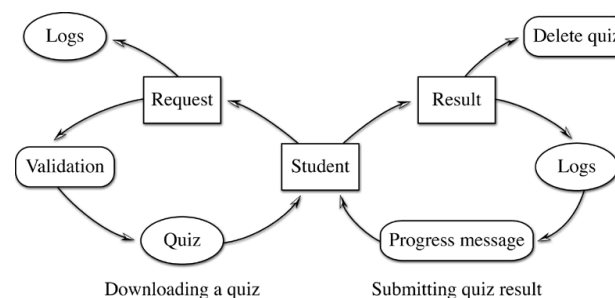 Logs
Delete quiz
Request
Result
Validation
Student
Logs
Quiz
Progress message
Downloading a quiz
Submitting quiz result